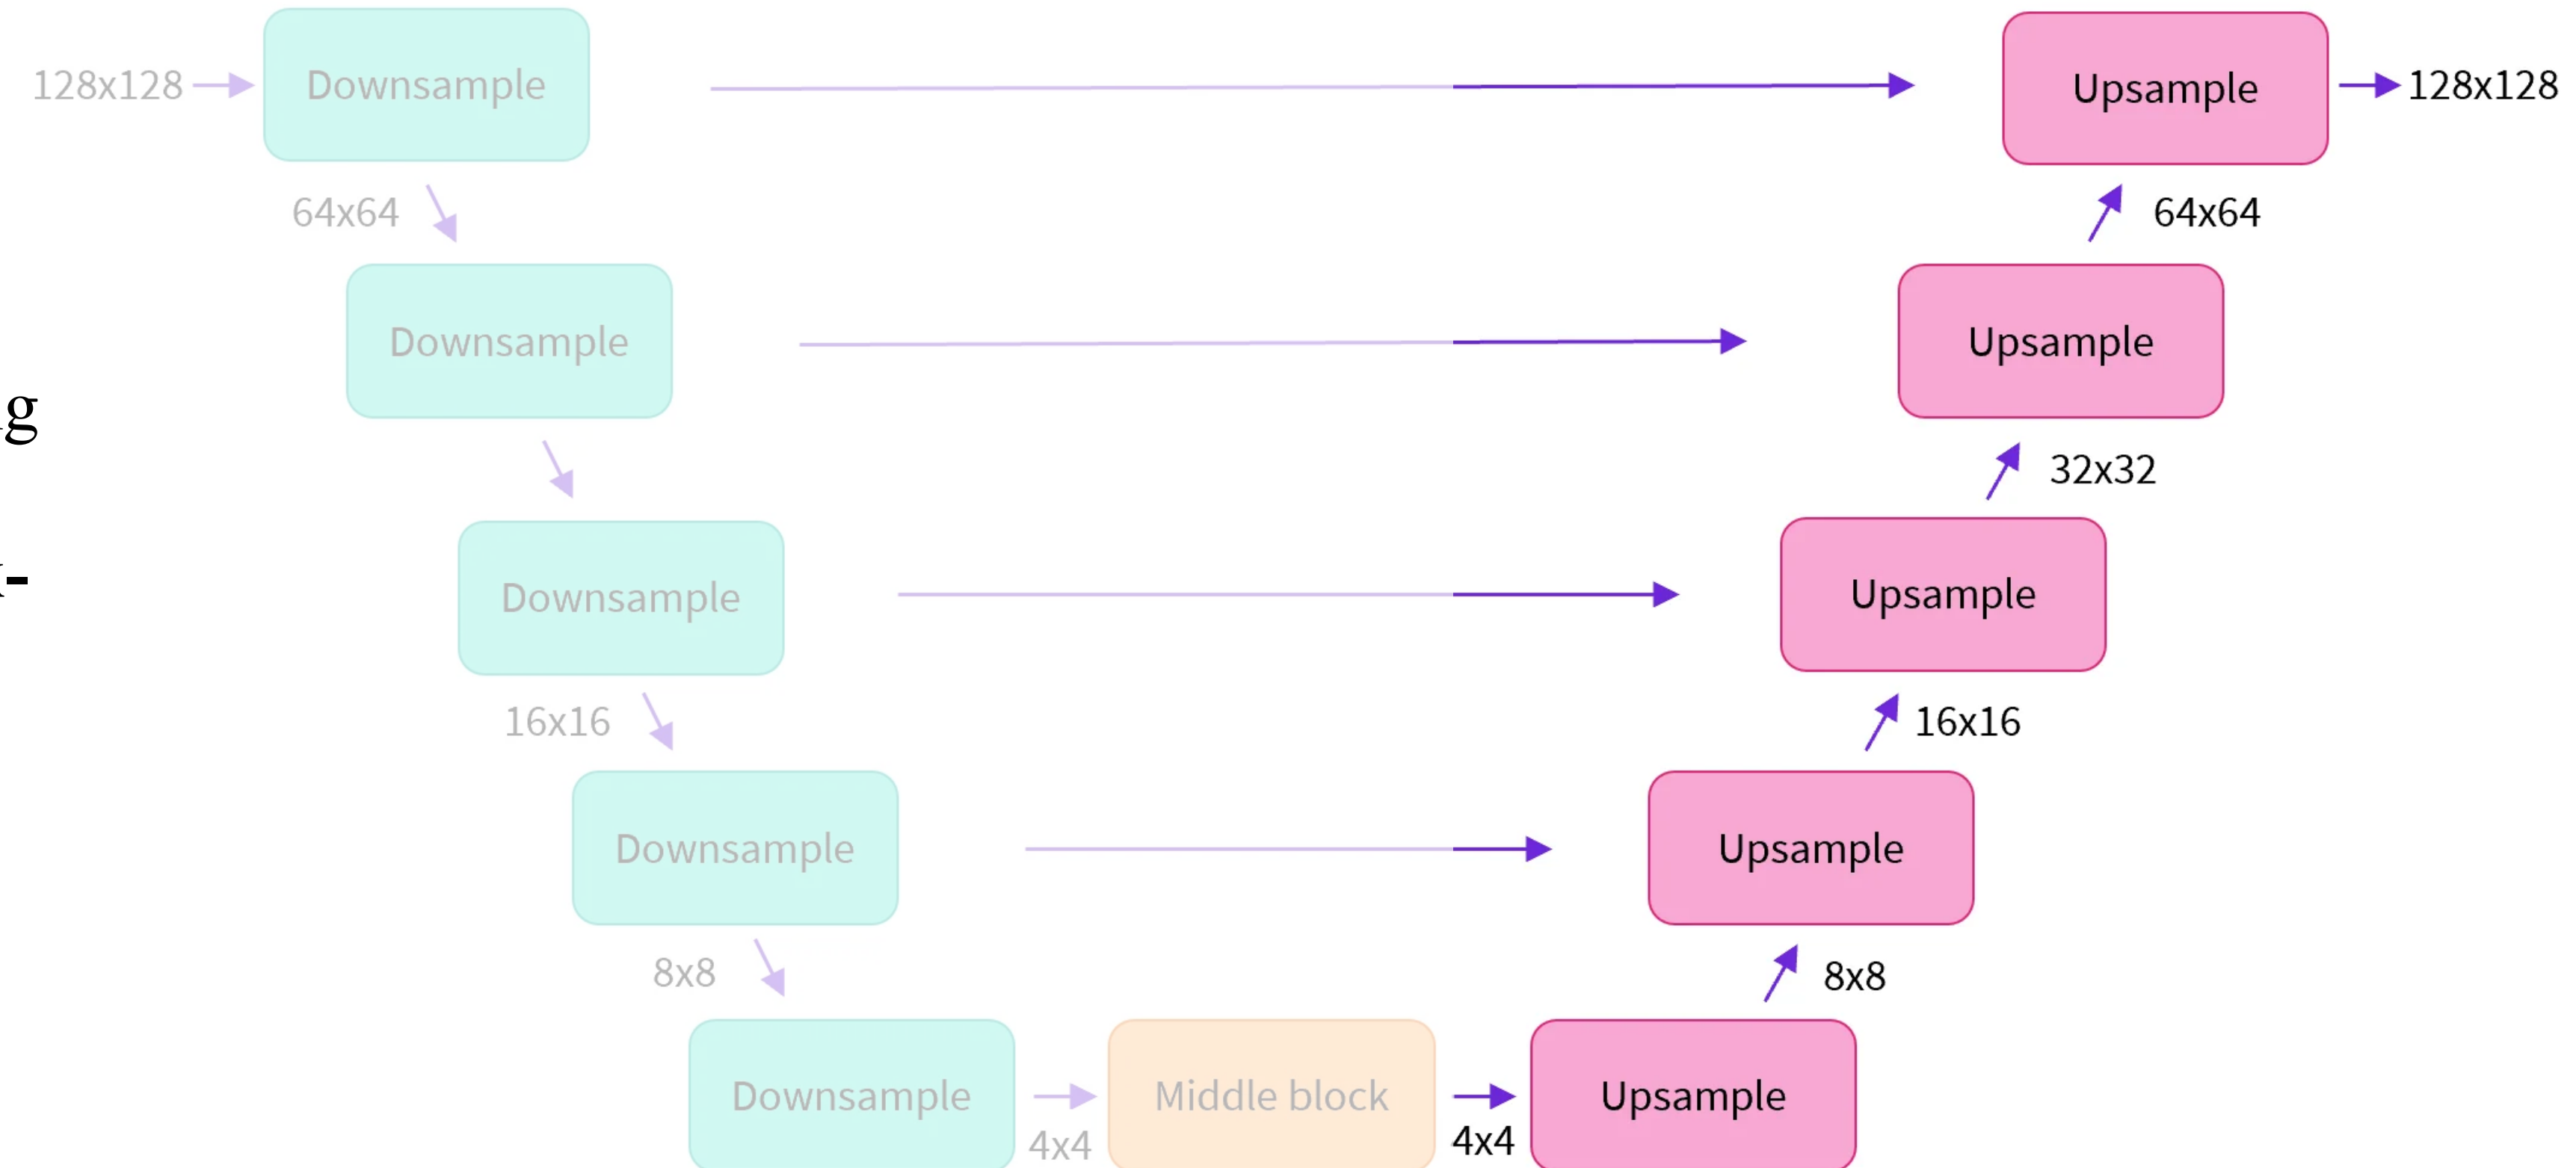 128x128 Downsample Upsample 128x128
64x64 64x64
Downsample Upsample
g
32x32
-
Downsample Upsample
16x16 16x16
Downsample Upsample
8x8 8x8
Downsample Middle block Upsample
4x4 4x4